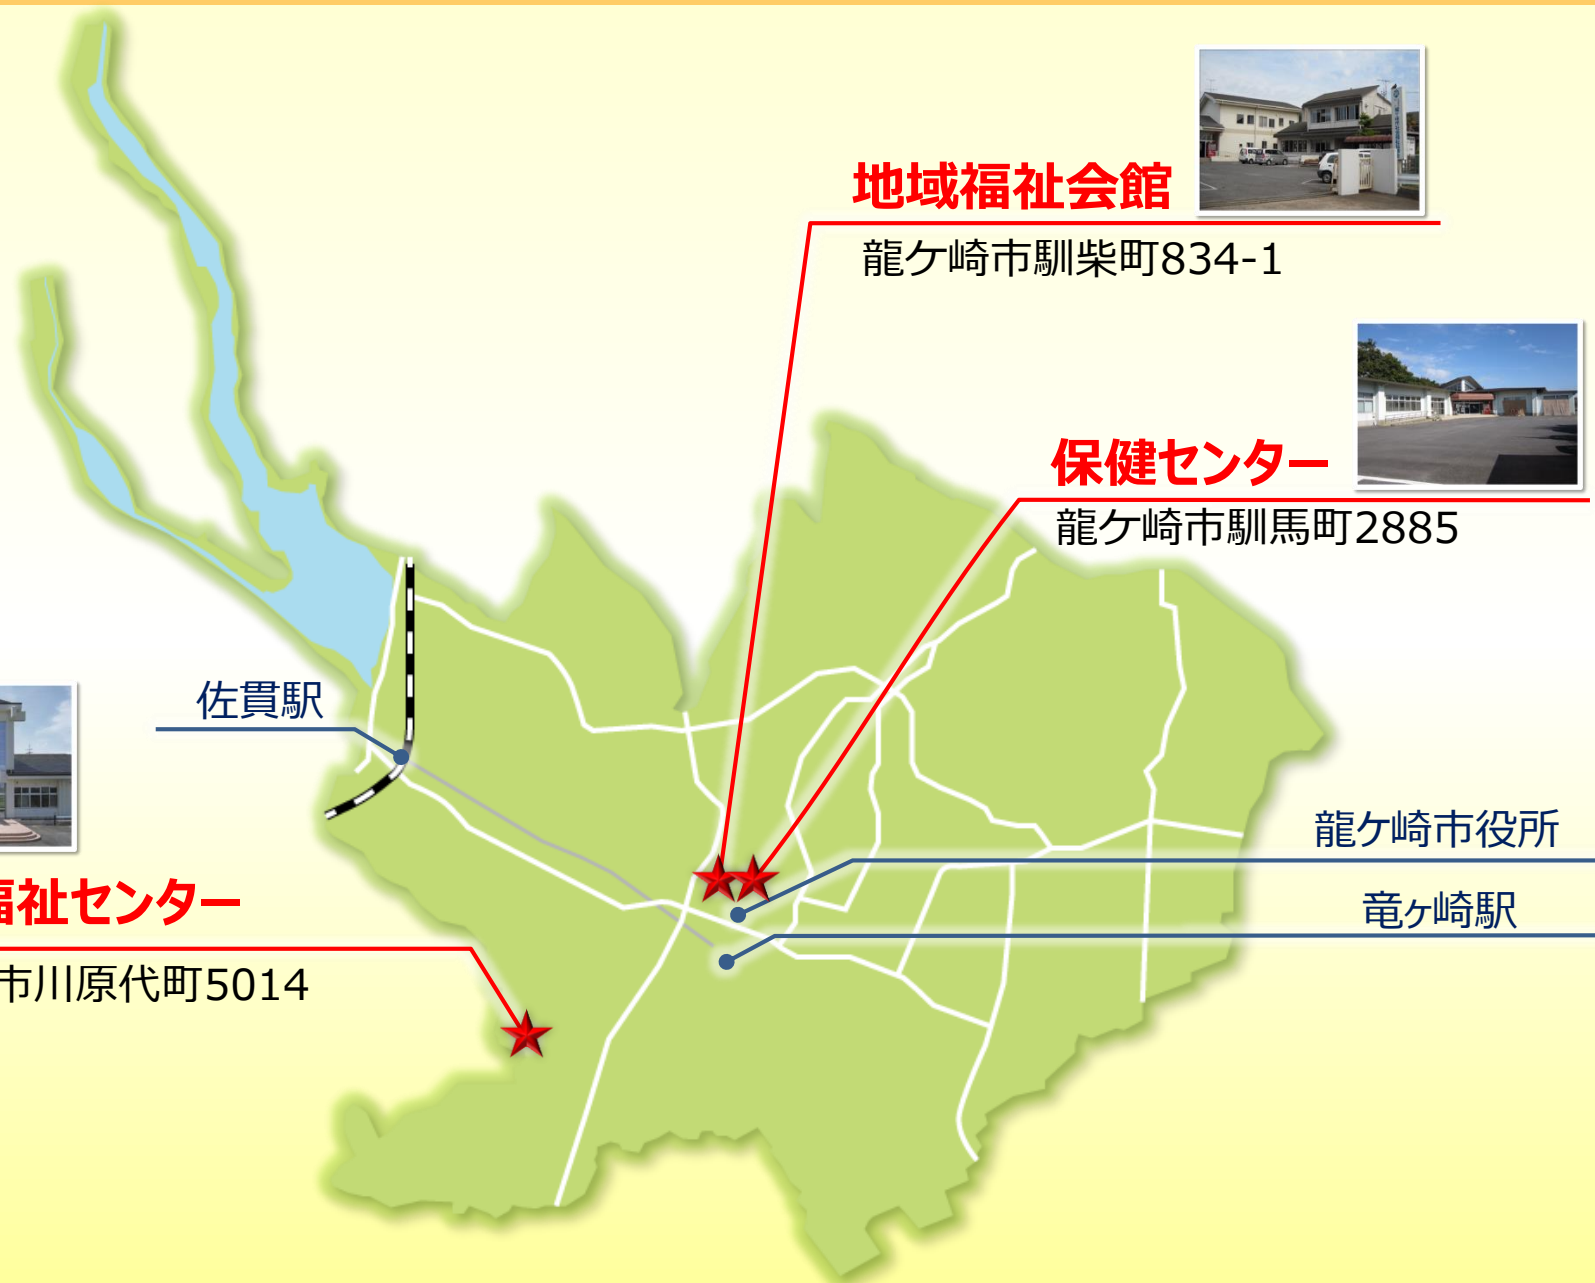 地域福祉会館
龍ケ崎市馴柴町834-1
保健センター
龍ケ崎市馴馬町2885
佐貫駅
龍ケ崎市役所
竜ヶ崎駅
福祉センター
市川原代町5014